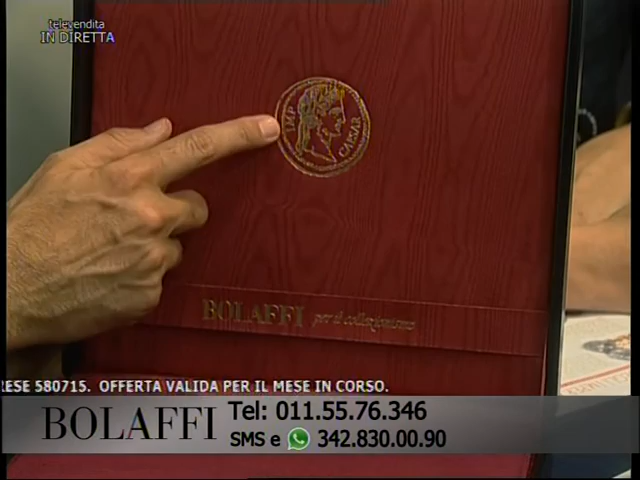 televendita
IN DIRETTA
IMP
CAESAR
BOLAFFI per il collezionismo
RESE 580715. OFFERTA VALIDA PER IL MESE IN CORSO.
BOLAFFI
Tel: 011.55.76.346
SMS e 342.830.00.90